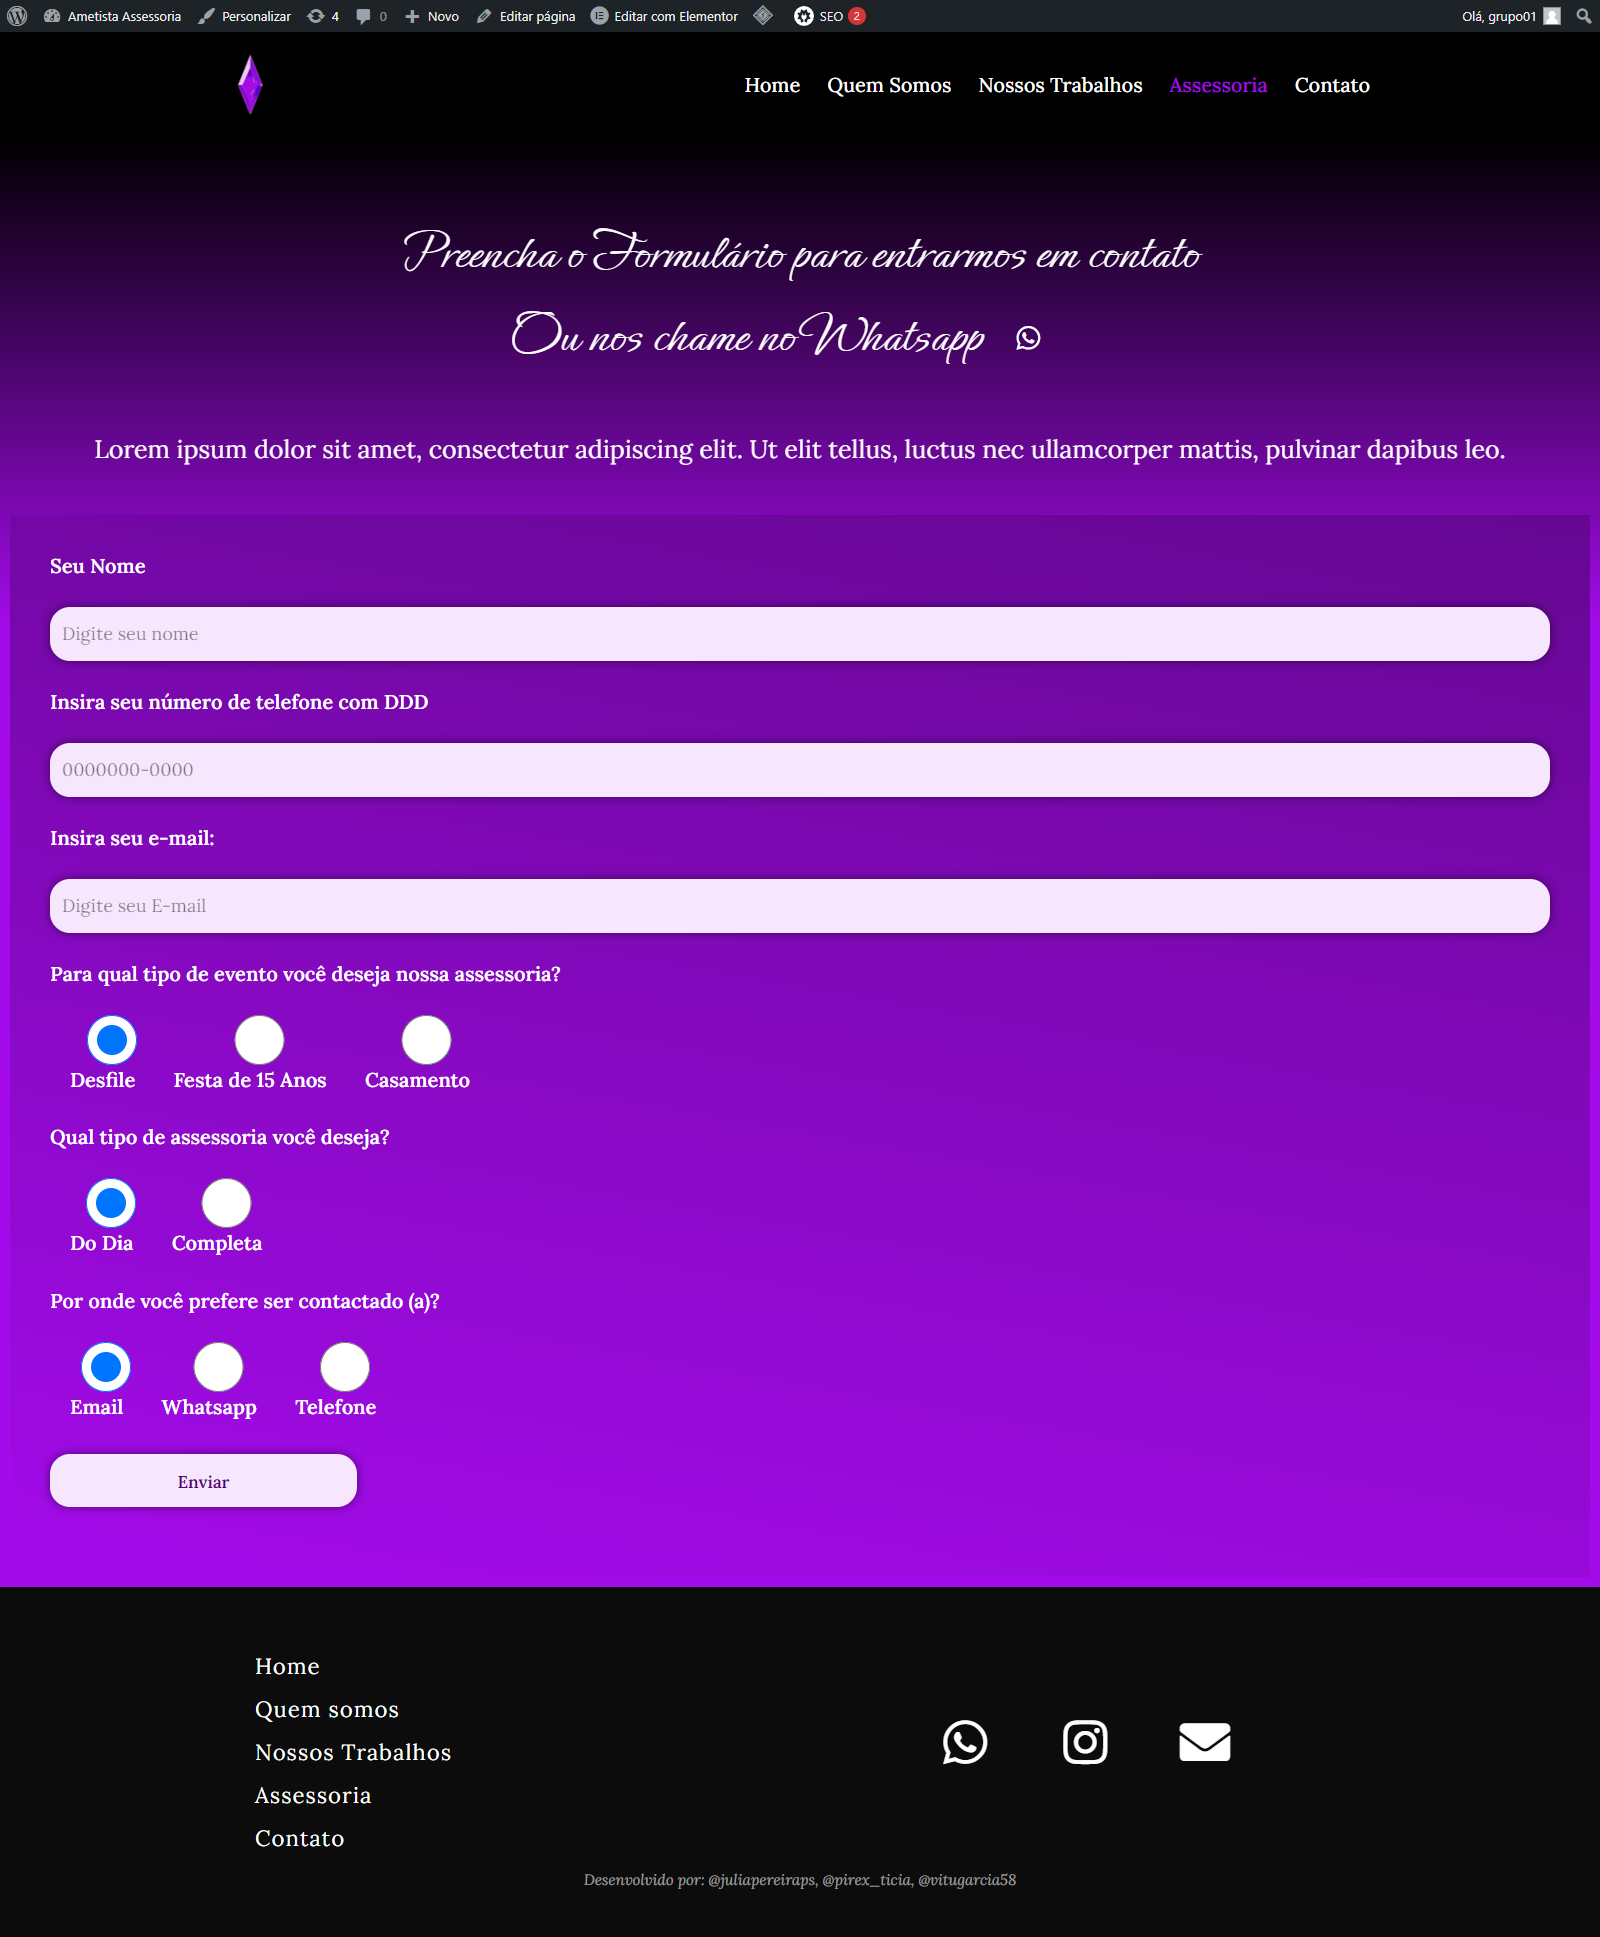 Ametista Assessoria Personalizar 4 0 Novo Editar página Editar com Elementor SEO 2 Olá, grupo01
Home Quem Somos Nossos Trabalhos Assessoria Contato
Preencha o Formulário para entrarmos em contato
Ou nos chame no Whatsapp
Lorem ipsum dolor sit amet, consectetur adipiscing elit. Ut elit tellus, luctus nec ullamcorper mattis, pulvinar dapibus leo.
Seu Nome
Digite seu nome
Insira seu número de telefone com DDD
0000000-0000
Insira seu e-mail:
Digite seu E-mail
Para qual tipo de evento você deseja nossa assessoria?
Desfile Festa de 15 Anos Casamento
Qual tipo de assessoria você deseja?
Do Dia Completa
Por onde você prefere ser contactado (a)?
Email Whatsapp Telefone
Enviar
Home
Quem somos
Nossos Trabalhos
Assessoria
Contato
Desenvolvido por: @juliapereiraps, @pirex_ticia, @vitugarcia58